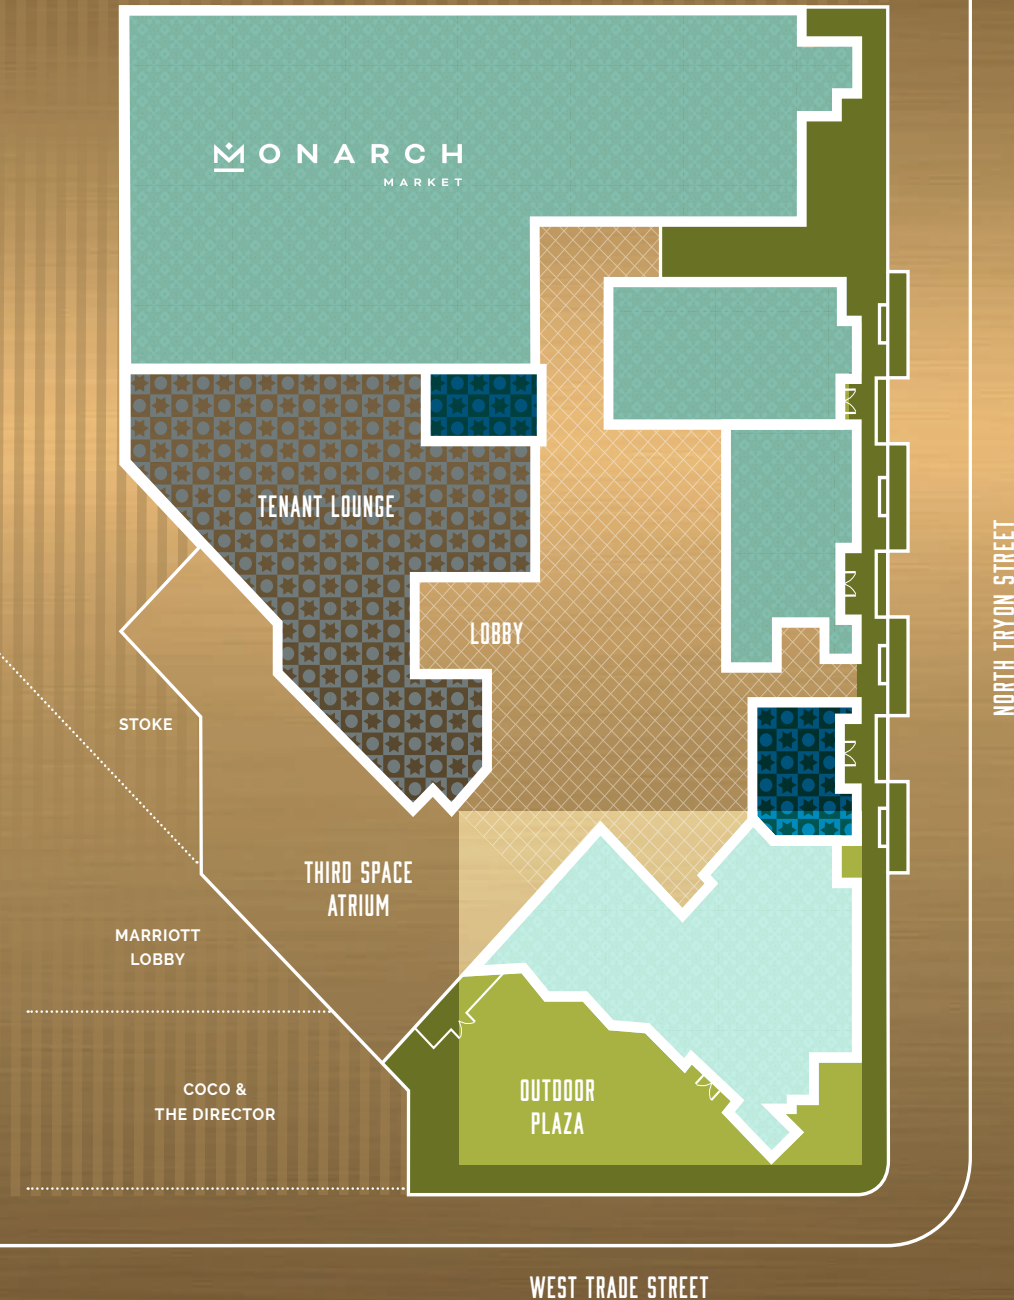 MONARCH
MARKET
TENANT LOUNGE
LOBBY
NORTH TRYON STREET
STOKE
THIRD SPACE
ATRIUM
MARRIOTT
LOBBY
COCO &
THE DIRECTOR
OUTDOOR
PLAZA
WEST TRADE STREET